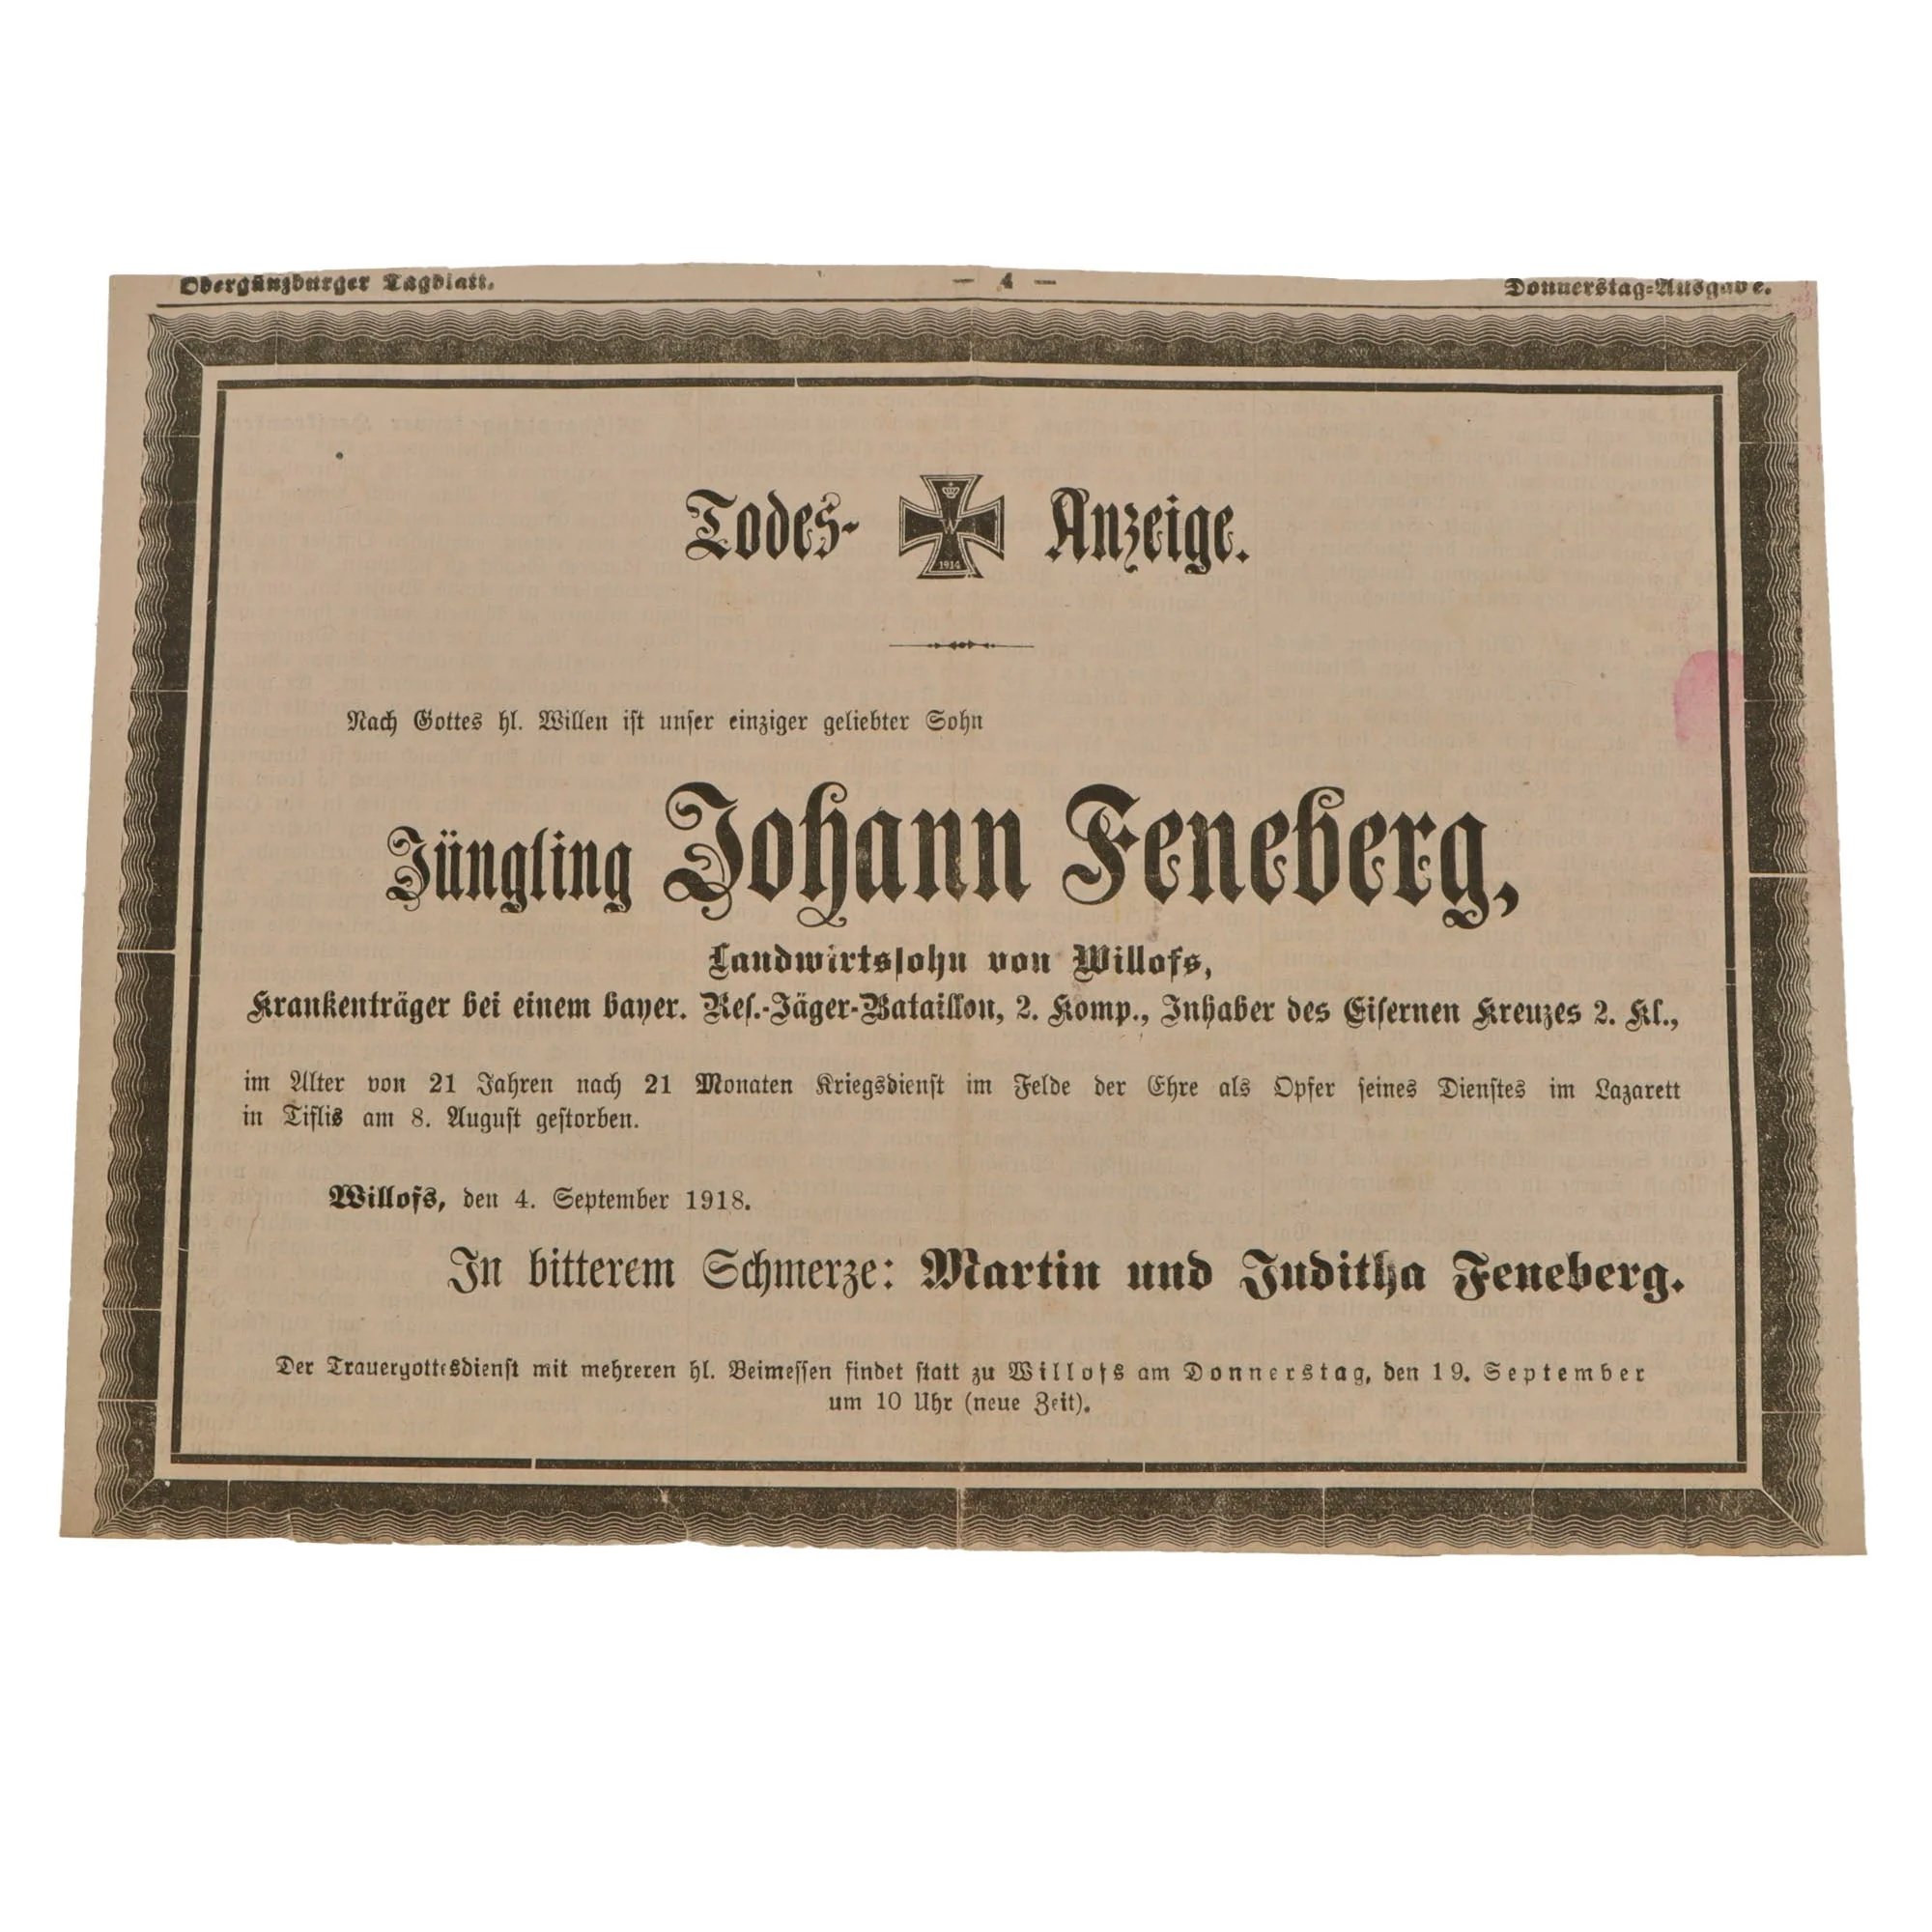 Obergünzburger Tagblatt. — 4 — Donnerstag-Ausgabe.
Todes- Anzeige.
W
1914
Nach Gottes hl. Willen ist unser einziger geliebter Sohn
Jüngling Johann Feneberg,
Landwirtssohn von Willofs,
Krankenträger bei einem bayer. Res.-Jäger-Bataillon, 2. Komp., Inhaber des Eisernen Kreuzes 2. Kl.,
im Alter von 21 Jahren nach 21 Monaten Kriegsdienst im Felde der Ehre als Opfer seines Dienstes im Lazarett
in Tiflis am 8. August gestorben.
Willofs, den 4. September 1918.
In bitterem Schmerze: Martin und Juditha Feneberg.
Der Trauergottesdienst mit mehreren hl. Beimessen findet statt zu Willofs am Donnerstag, den 19. September
um 10 Uhr (neue Zeit).